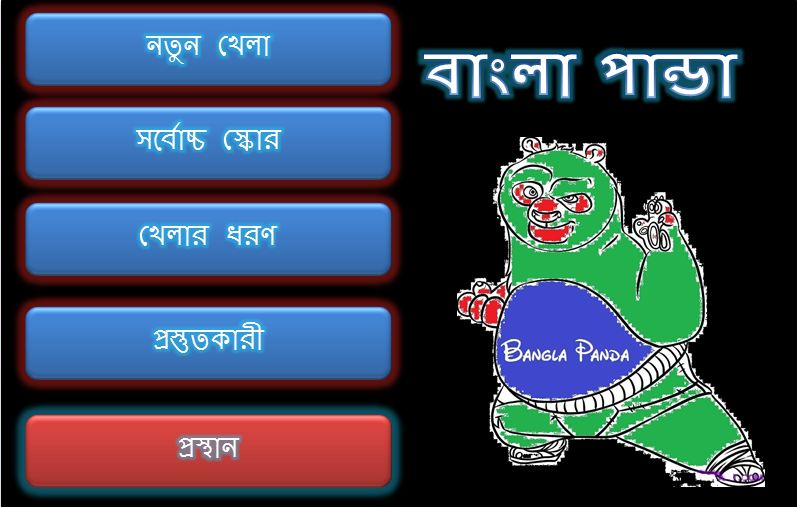 নতুন খেলা
সর্বোচ্চ স্কোর
খেলার ধরণ
প্রস্তুতকারী
প্রস্থান
বাংলা পান্ডা
BANGLA PANDA